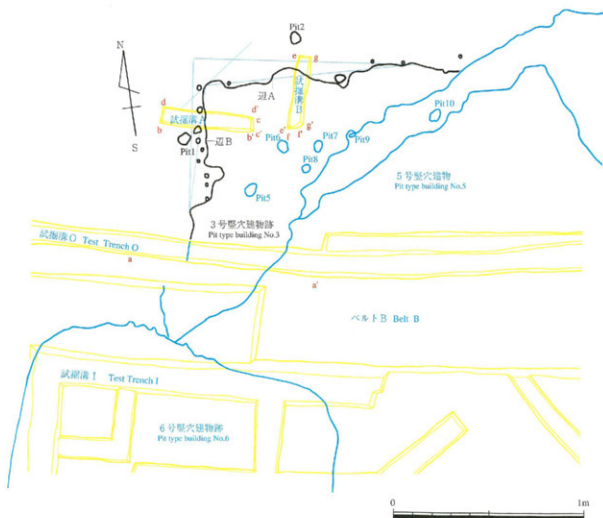 N
S
Pit2
e
g
試掘溝B
辺A
d
試掘溝A
d'
c
c'
b
b'
辺B
Pit1
e'
g'
f
f'
Pit6
Pit7
Pit8
Pit9
Pit10
Pit5
5号竪穴建物
Pit type building No.5
3号竪穴建物跡
Pit type building No.3
試掘溝O Test Trench O
a
a'
ベルトB Belt B
試掘溝I Test Trench I
6号竪穴建物跡
Pit type building No.6
0
1m